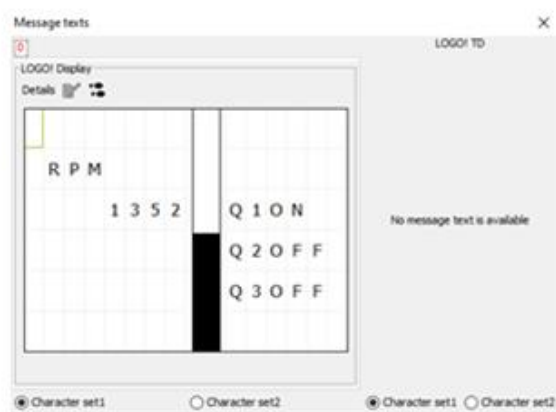 Message texts
LOGO! TD
0
LOGO! Display
Details
R P M
1 3 5 2 Q 1 O N
Q 2 O F F
Q 3 O F F
No message text is available
Character set1 Character set2 Character set1 Character set2